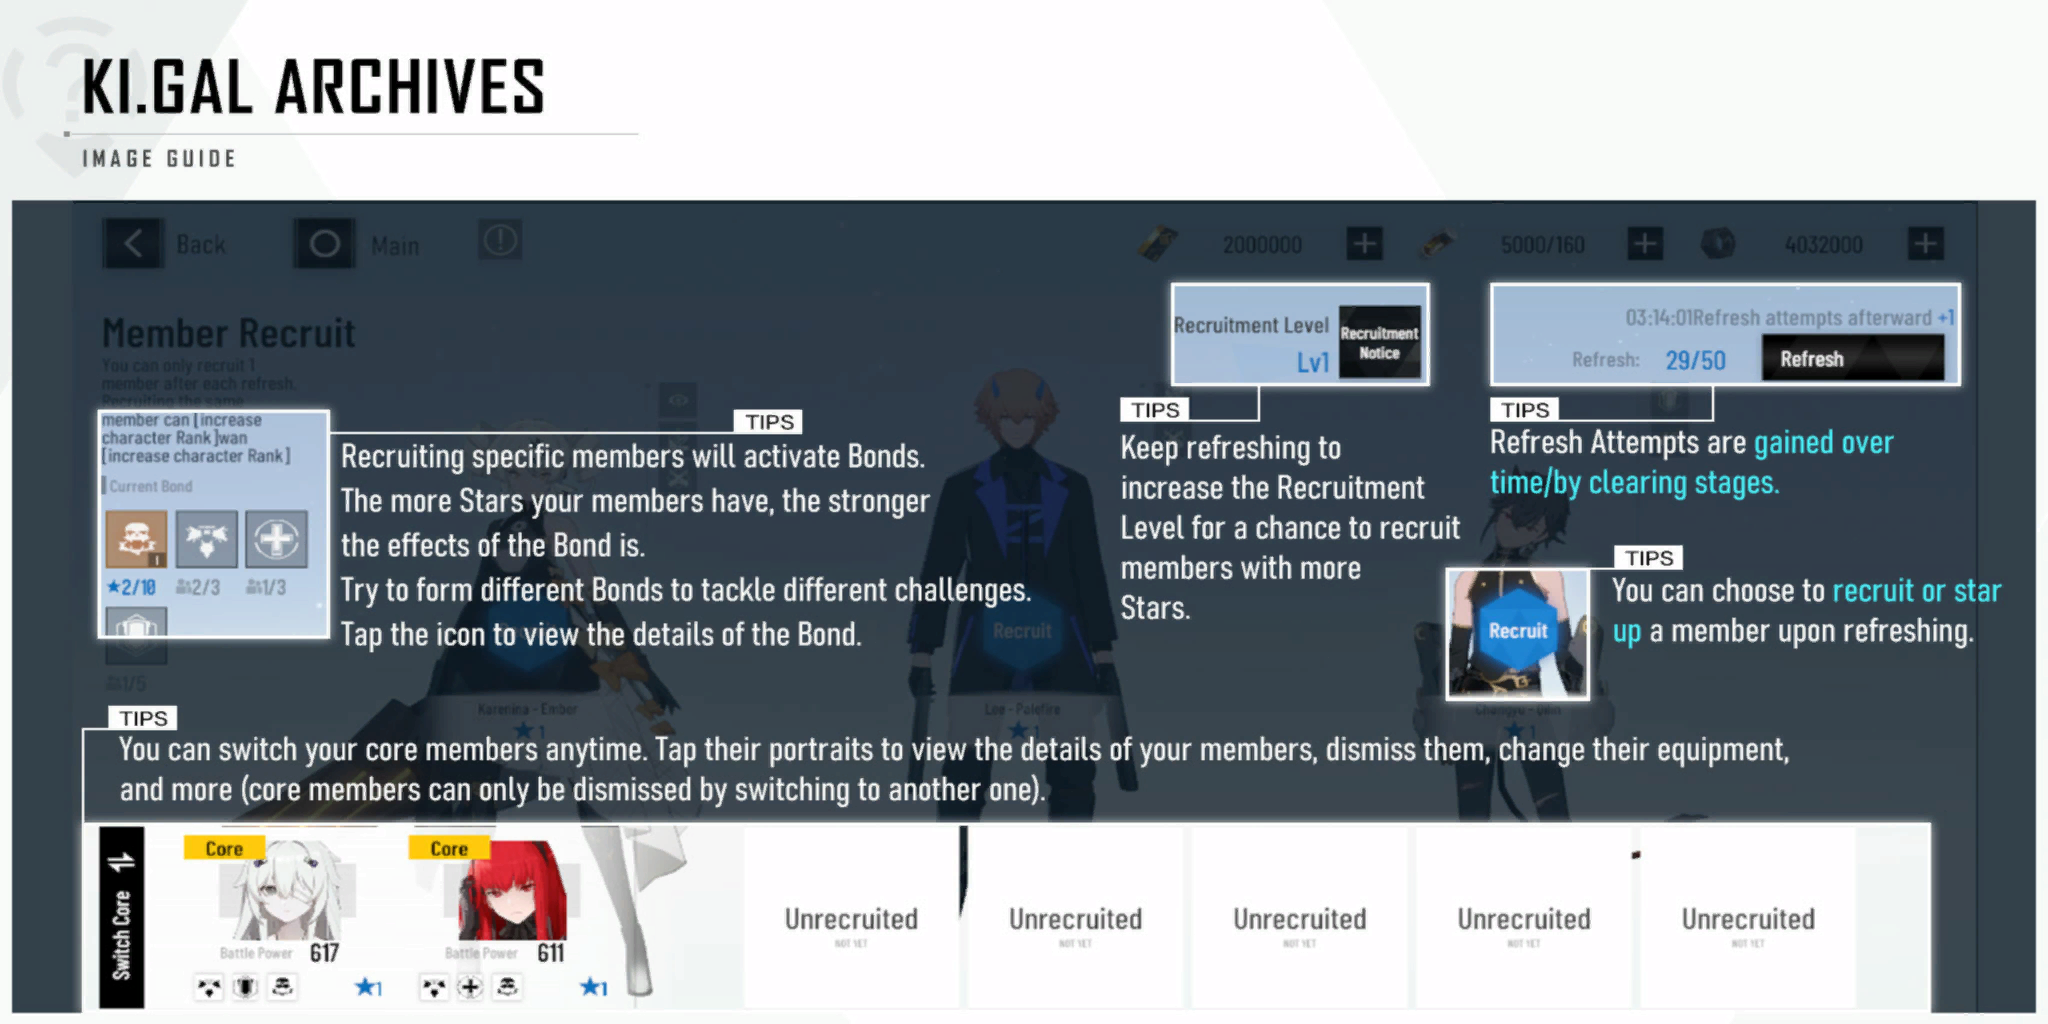 KI.GAL ARCHIVES
IMAGE GUIDE
Back
Main
2000000
5000/160
4032000
Member Recruit
You can only recruit 1
member after each refresh.
Recruiting the same
member can [increase
character Rank]wan
[increase character Rank]
Current Bond
1
★2/10
2/3
1/3
1/5
TIPS
Recruiting specific members will activate Bonds.
The more Stars your members have, the stronger
the effects of the Bond is.
Try to form different Bonds to tackle different challenges.
Tap the icon to view the details of the Bond.
Recruitment Level
Lv1
Recruitment
Notice
TIPS
Keep refreshing to
increase the Recruitment
Level for a chance to recruit
members with more
Stars.
03:14:01Refresh attempts afterward +1
Refresh: 29/50
Refresh
TIPS
Refresh Attempts are gained over
time/by clearing stages.
TIPS
You can choose to recruit or star
up a member upon refreshing.
Recruit
Recruit
Karenina - Ember
★1
Lee - Palefire
★1
Changyu - Qilin
★1
TIPS
You can switch your core members anytime. Tap their portraits to view the details of your members, dismiss them, change their equipment,
and more (core members can only be dismissed by switching to another one).
Switch Core
Core
Battle Power 617
★1
Core
Battle Power 611
★1
Unrecruited
NOT YET
Unrecruited
NOT YET
Unrecruited
NOT YET
Unrecruited
NOT YET
Unrecruited
NOT YET